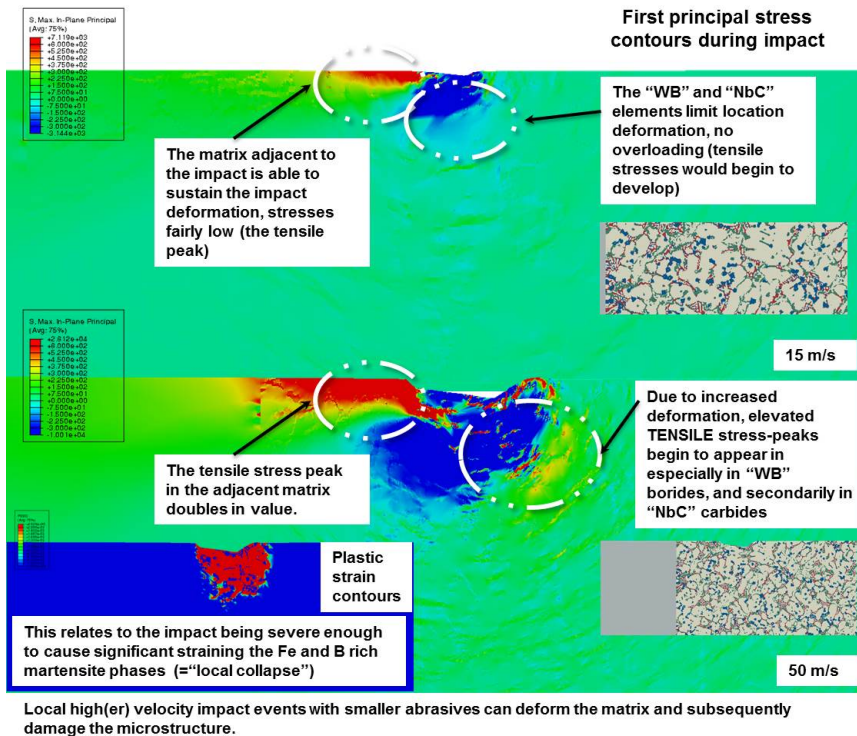 First principal stress
contours during impact
S, Max. In-Plane Principal
(Avg: 75%)
+7.119e+03
+6.000e+02
+5.250e+02
+4.500e+02
+3.750e+02
+3.000e+02
+2.250e+02
+1.500e+02
+7.500e+01
+0.000e+00
-7.500e+01
-1.500e+02
-2.250e+02
-3.000e+02
-3.144e+03
The matrix adjacent to
the impact is able to
sustain the impact
deformation, stresses
fairly low (the tensile
peak)
The “WB” and “NbC”
elements limit location
deformation, no
overloading (tensile
stresses would begin to
develop)
15 m/s
S, Max. In-Plane Principal
(Avg: 75%)
+2.812e+04
+6.000e+02
+5.250e+02
+4.500e+02
+3.750e+02
+3.000e+02
+2.250e+02
+1.500e+02
+7.500e+01
+0.000e+00
-7.500e+01
-1.500e+02
-2.250e+02
-3.000e+02
-1.001e+04
The tensile stress peak
in the adjacent matrix
doubles in value.
Due to increased
deformation, elevated
TENSILE stress-peaks
begin to appear in
especially in “WB”
borides, and secondarily in
“NbC” carbides
Plastic
strain
contours
This relates to the impact being severe enough
to cause significant straining the Fe and B rich
martensite phases (=“local collapse”)
50 m/s
Local high(er) velocity impact events with smaller abrasives can deform the matrix and subsequently
damage the microstructure.